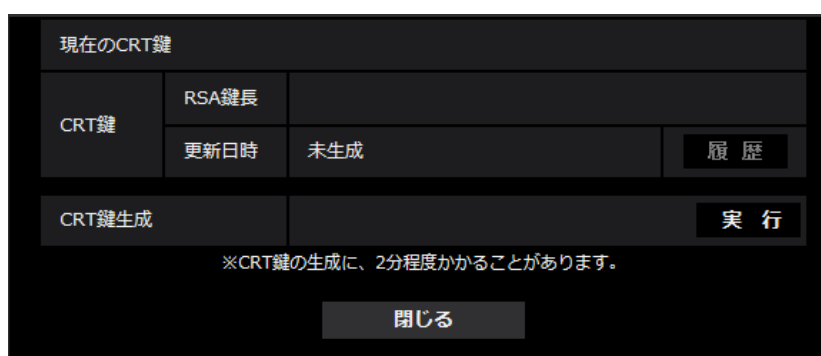 現在のCRT鍵
CRT鍵
RSA鍵長
更新日時 未生成 履 歴
CRT鍵生成 実 行
※CRT鍵の生成に、2分程度かかることがあります。
閉じる